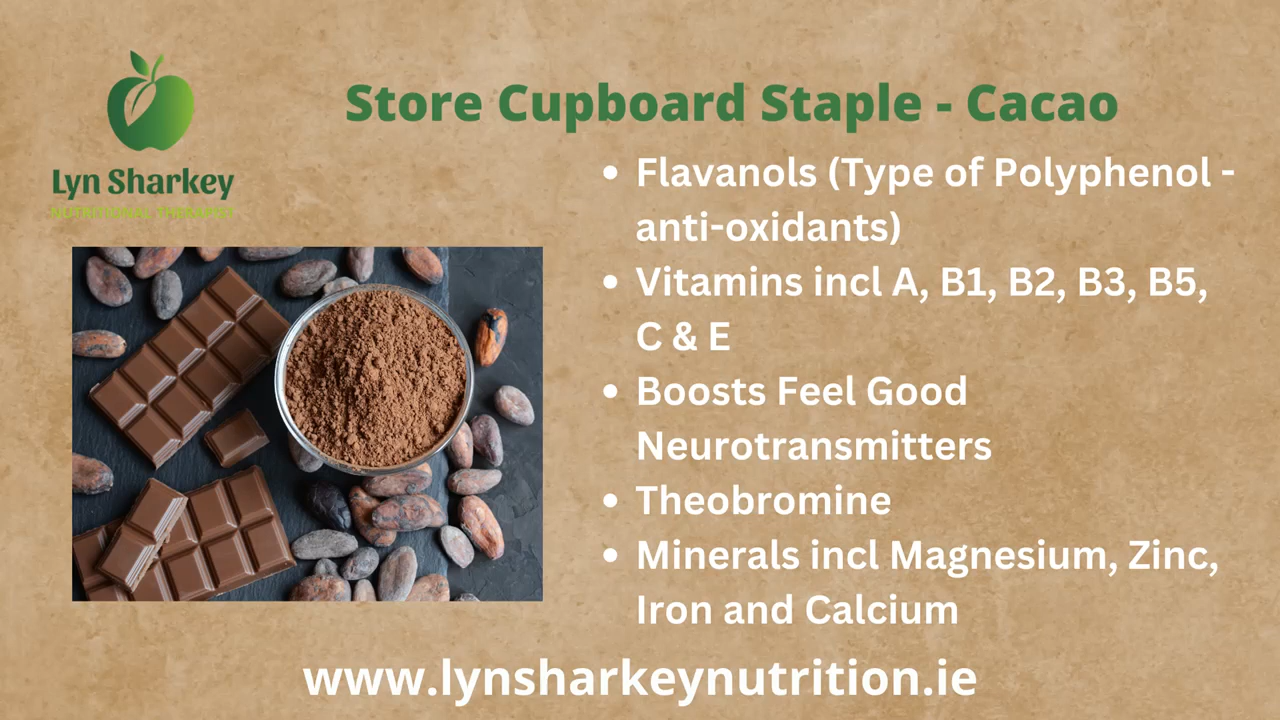 Lyn Sharkey
NUTRITIONAL THERAPIST
Store Cupboard Staple - Cacao
• Flavanols (Type of Polyphenol -
anti-oxidants)
• Vitamins incl A, B1, B2, B3, B5,
C & E
• Boosts Feel Good
Neurotransmitters
• Theobromine
• Minerals incl Magnesium, Zinc,
Iron and Calcium
www.lynsharkeynutrition.ie